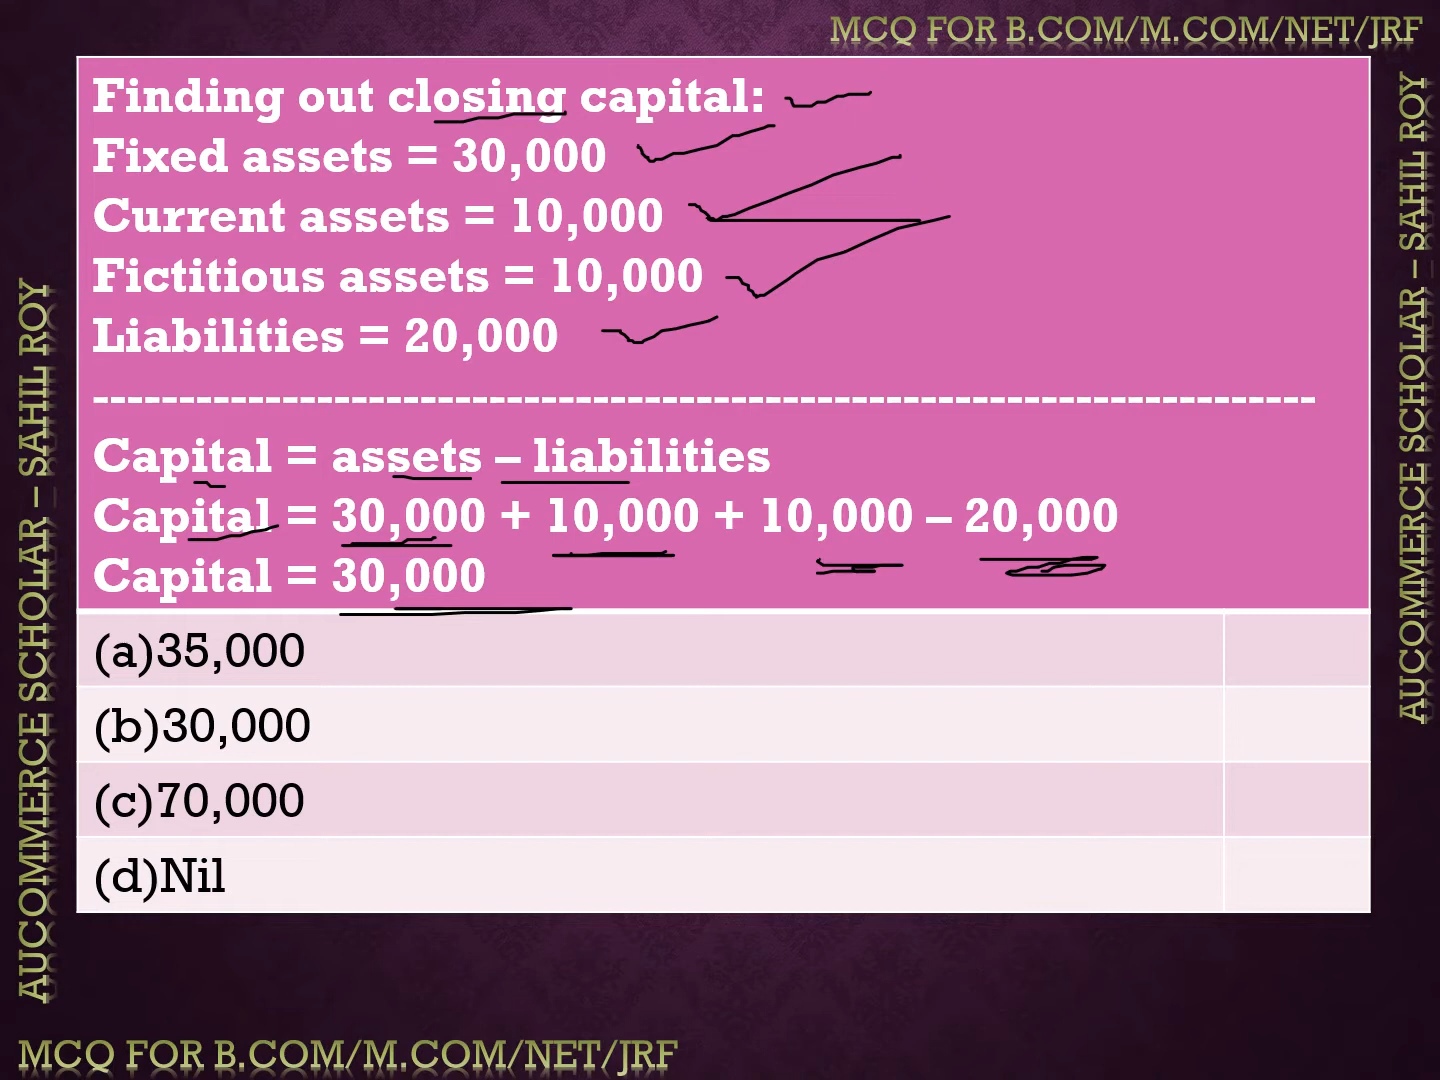 MCQ FOR B.COM/M.COM/NET/JRF
Finding out closing capital:
Fixed assets = 30,000
Current assets = 10,000
Fictitious assets = 10,000
Liabilities = 20,000
-----------------------------------------------------------------------
Capital = assets – liabilities
Capital = 30,000 + 10,000 + 10,000 – 20,000
Capital = 30,000
(a)35,000
(b)30,000
(c)70,000
(d)Nil
AUCOMMERCE SCHOLAR – SAHIL ROY
AUCOMMERCE SCHOLAR – SAHIL ROY
MCQ FOR B.COM/M.COM/NET/JRF